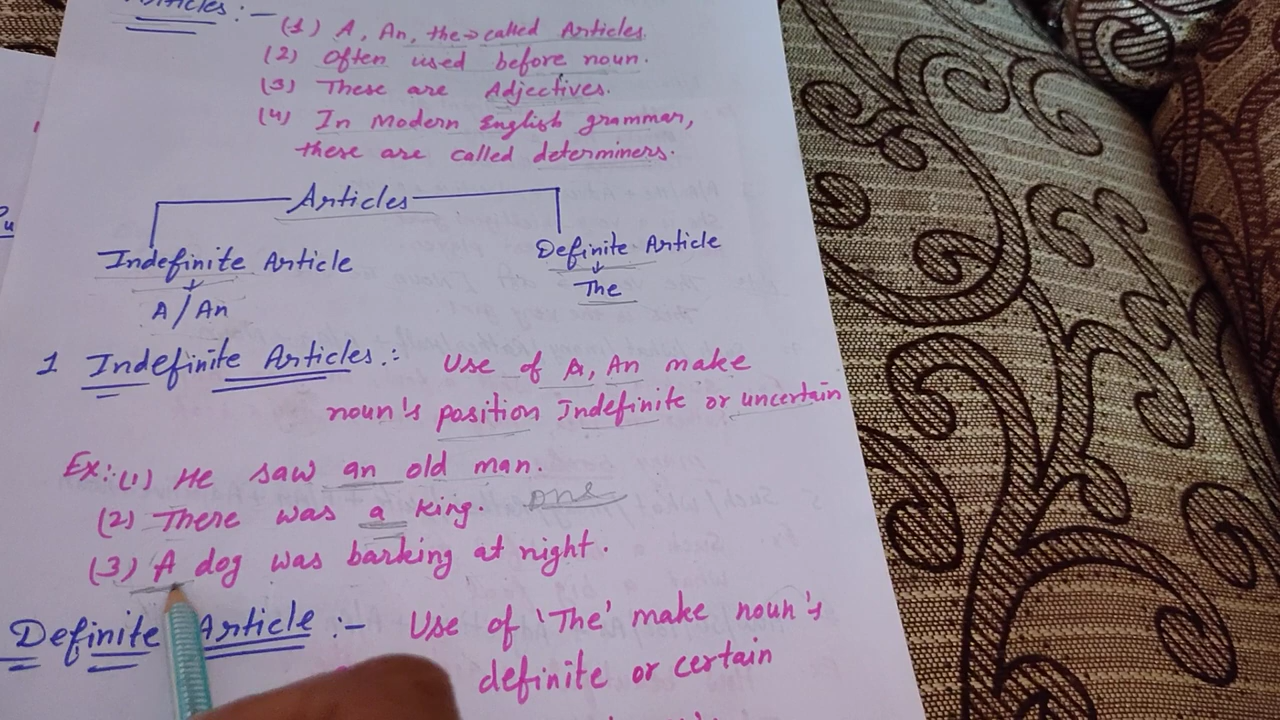 Articles:-
(1) A, An, the → called Articles.
(2) Often used before noun.
(3) These are Adjectives.
(4) In Modern English grammar,
these are called determiners.
Articles
Indefinite Article
Definite Article
A/An
The
1 Indefinite Articles:- Use of A, An make
noun's position Indefinite or uncertain
Ex:- (1) He saw an old man.
(2) There was a king. one
(3) A dog was barking at night.
Definite Article:- Use of 'The' make noun's
definite or certain